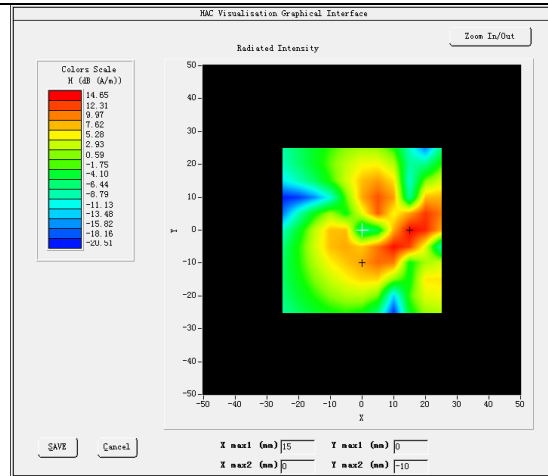 HAC Visualisation Graphical Interface
Zoom In/Out
Radiated Intensity
Colors Scale
H (dB (A/m))
14.65
12.31
9.97
7.62
5.28
2.93
0.59
-1.75
-4.10
-6.44
-8.79
-11.13
-13.48
-15.82
-18.16
-20.51
50
40
30
20
10
0
-10
-20
-30
-40
-50
Y
-50 -40 -30 -20 -10 0 10 20 30 40 50
X
SAVE Cancel
X max1 (mm) 15 Y max1 (mm) 0
X max2 (mm) 0 Y max2 (mm) -10